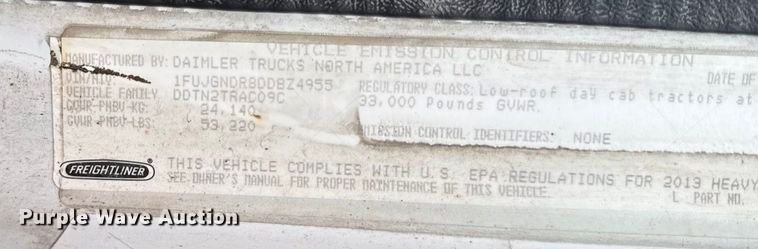 VEHICLE EMISSION CONTROL INFORMATION
MANUFACTURED BY: DAIMLER TRUCKS NORTH AMERICA LLC
DATE OF
VIN/NIV: 1FUJGNDR8DDBZ4955
REGULATORY CLASS: Low-roof day cab tractors at
VEHICLE FAMILY DDTN2TRAC09C
33,000 Pounds GVWR.
GVWR-PNBV-KG: 24,140
GVWR-PNBV-LBS: 53,220
EMISSION CONTROL IDENTIFIERS: NONE
FREIGHTLINER
THIS VEHICLE COMPLIES WITH U.S. EPA REGULATIONS FOR 2013 HEAVY
SEE OWNER'S MANUAL FOR PROPER MAINTENANCE OF THIS VEHICLE
PART NO.
Purple Wave Auction